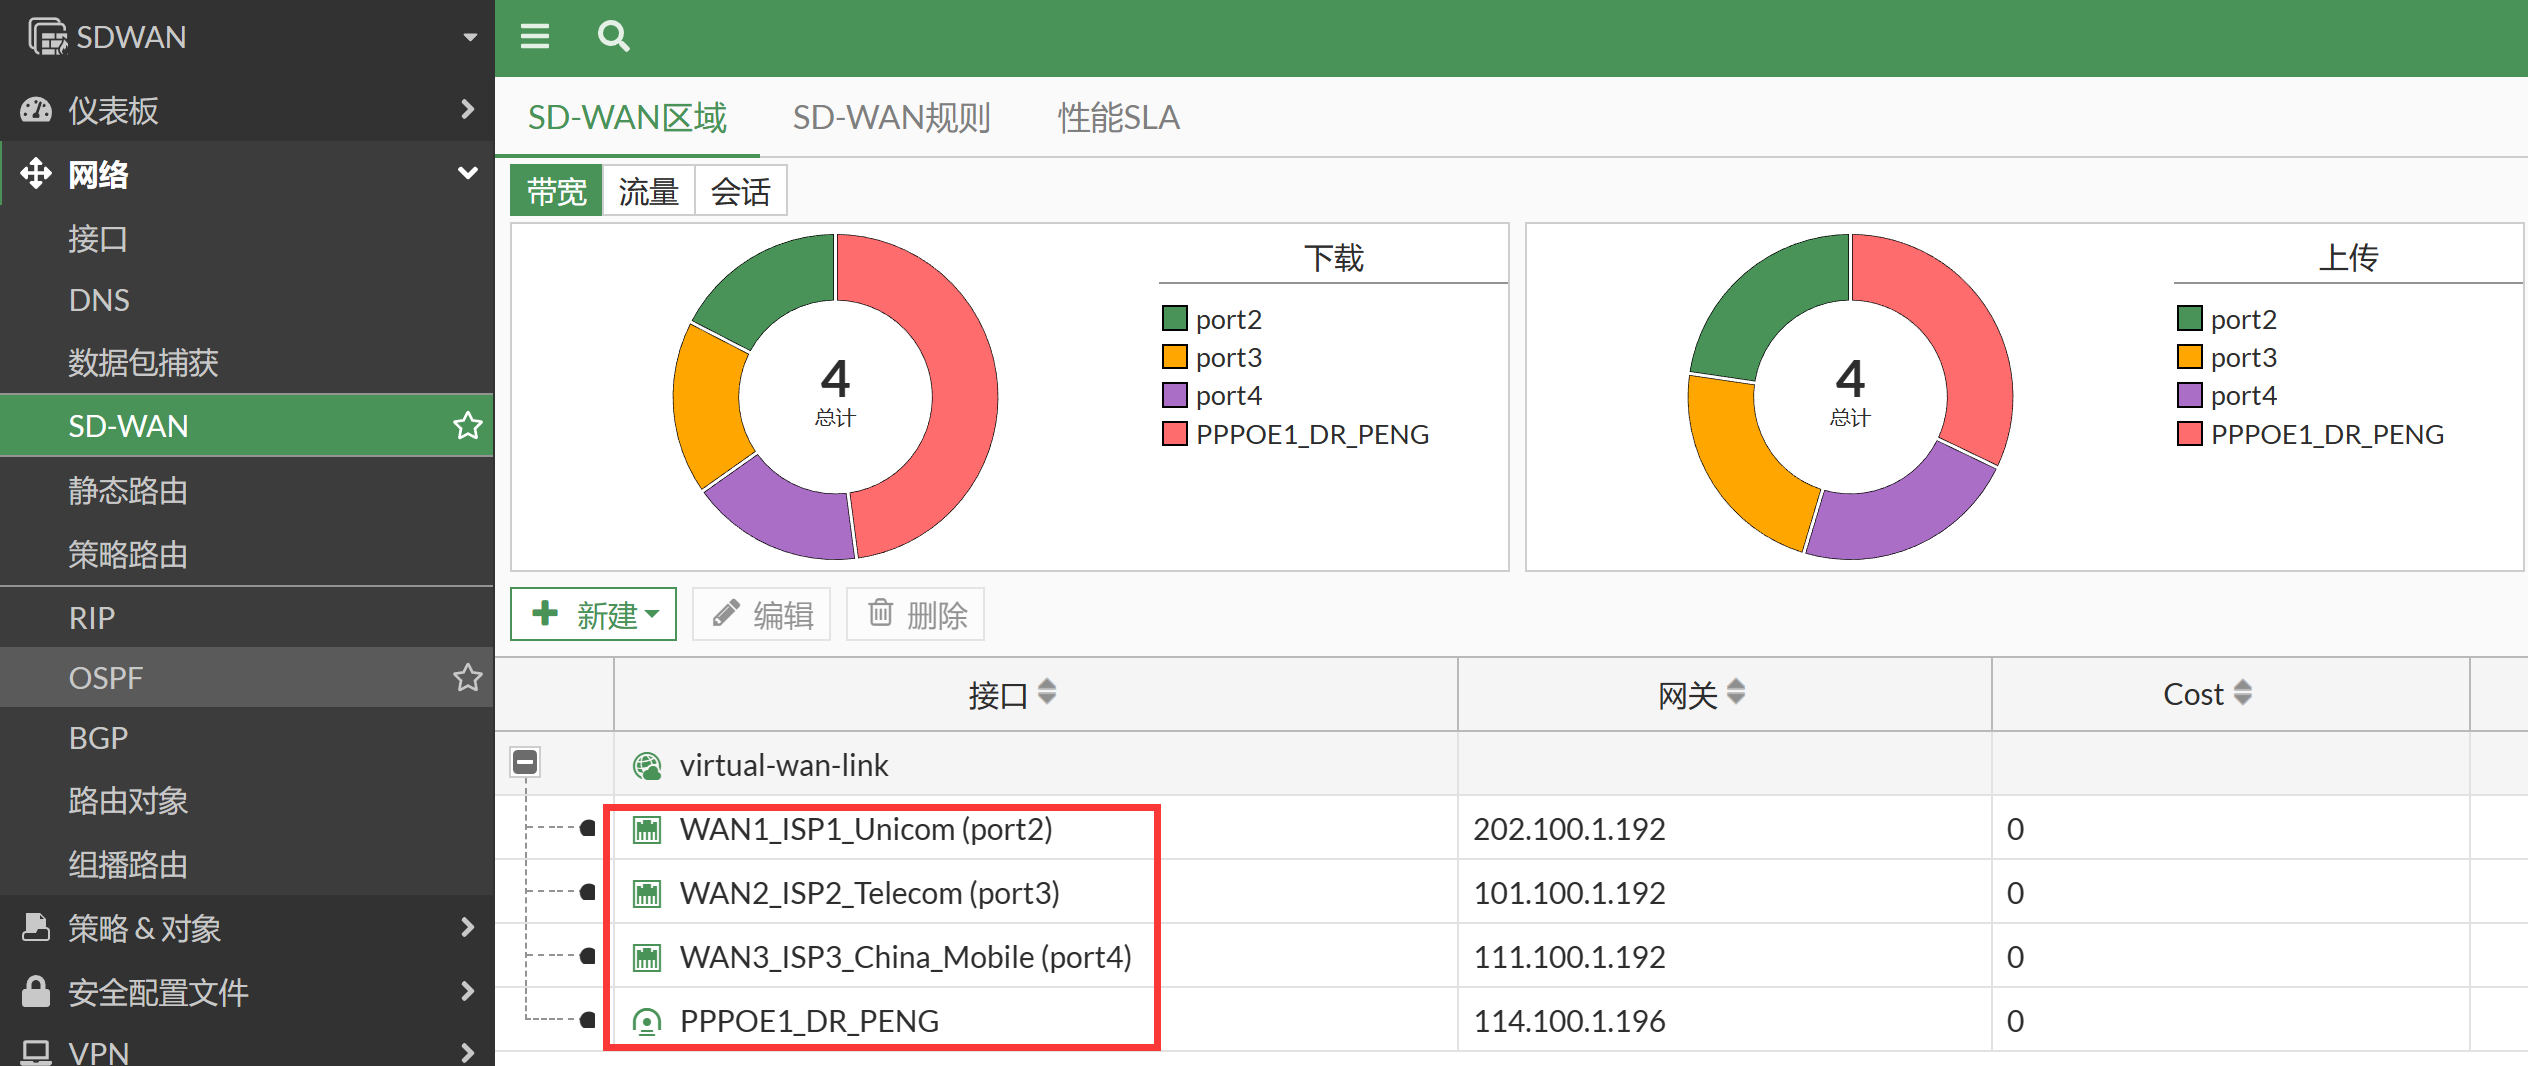 SDWAN
仪表板
网络
接口
DNS
数据包捕获
SD-WAN
静态路由
策略路由
RIP
OSPF
BGP
路由对象
组播路由
策略 & 对象
安全配置文件
VPN
SD-WAN区域 SD-WAN规则 性能SLA
带宽 流量 会话
4
总计
下载
port2
port3
port4
PPPOE1_DR_PENG
4
总计
上传
port2
port3
port4
PPPOE1_DR_PENG
新建 编辑 删除
接口 网关 Cost
virtual-wan-link
WAN1_ISP1_Unicom (port2) 202.100.1.192 0
WAN2_ISP2_Telecom (port3) 101.100.1.192 0
WAN3_ISP3_China_Mobile (port4) 111.100.1.192 0
PPPOE1_DR_PENG 114.100.1.196 0